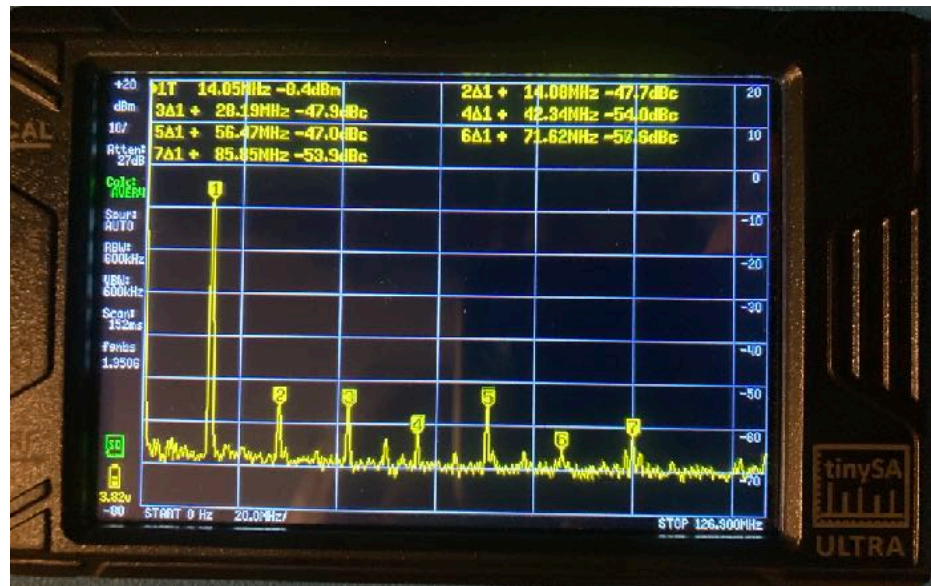 +20
▶1T 14.05MHz -8.4dBm
2Δ1 + 14.08MHz -47.7dBc
20
dBm
3Δ1 + 28.19MHz -47.9dBc
4Δ1 + 42.34MHz -54.0dBc
10/
5Δ1 + 56.47MHz -47.0dBc
6Δ1 + 71.62MHz -57.6dBc
10
CAL
Atten:
27dB
7Δ1 + 85.85MHz -53.9dBc
0
Calc:
AVER4
1
Spur:
AUTO
-10
RBW:
600kHz
-20
VBW:
600kHz
-30
Scan:
152ms
-40
Fenbs
1.950G
2
3
5
-50
4
6
7
-60
SD
-70
3.82v
-80
START 0 Hz
20.0MHz/
STOP 126.900MHz
tinySA
ULTRA